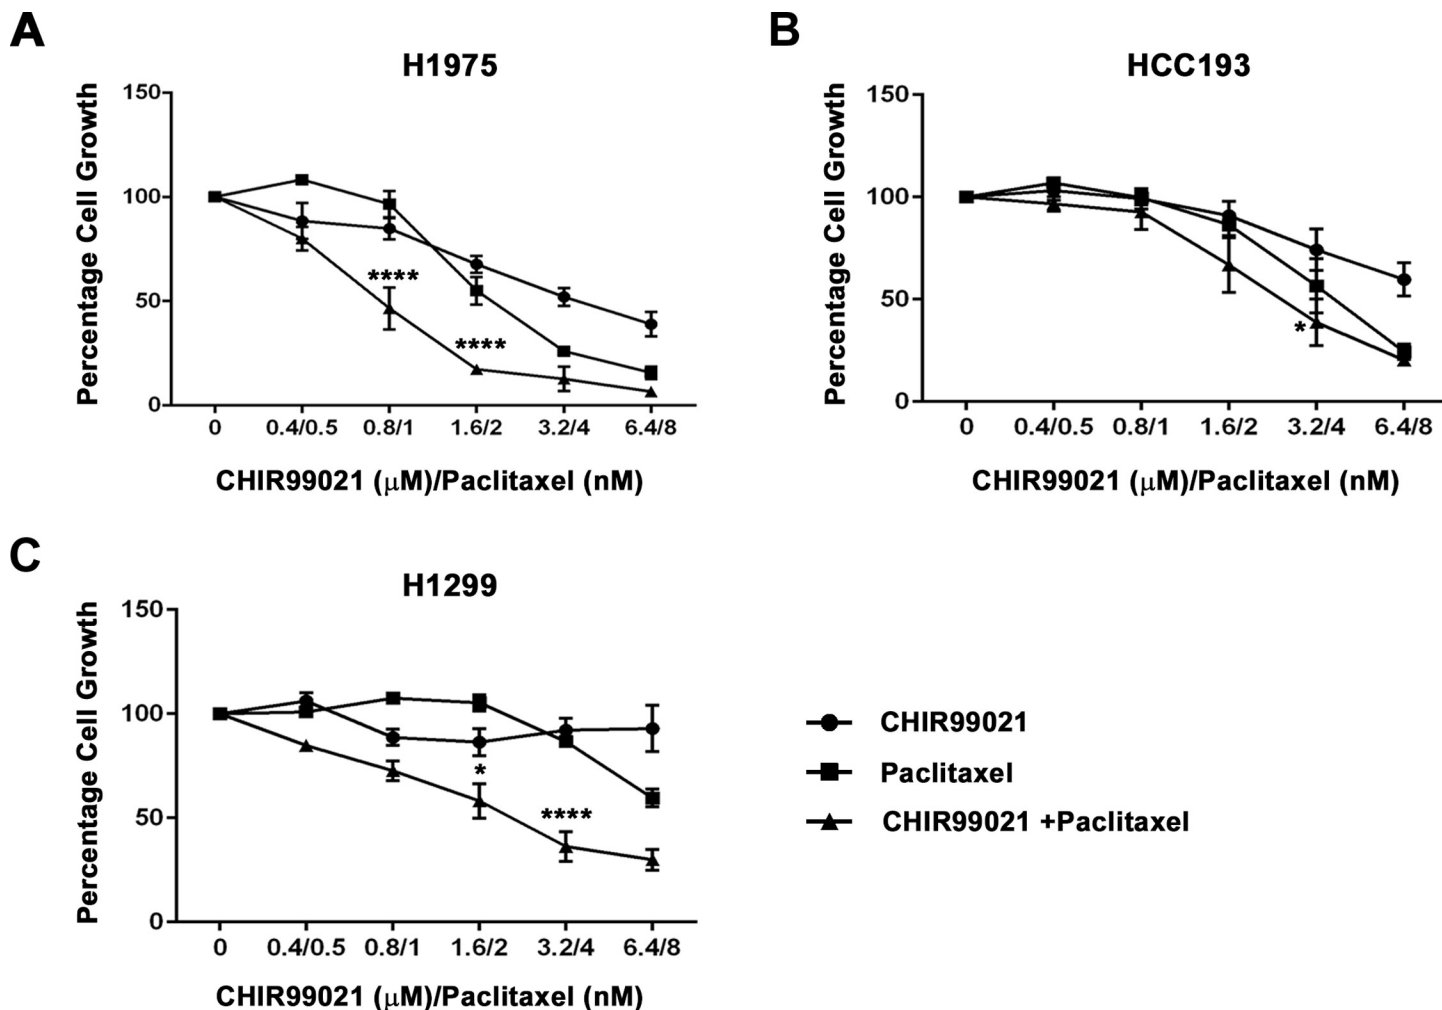 A
H1975
Percentage Cell Growth
150
100
50
0
****
****
0 0.4/0.5 0.8/1 1.6/2 3.2/4 6.4/8
CHIR99021 (μM)/Paclitaxel (nM)
B
HCC193
Percentage Cell Growth
150
100
50
0
*
0 0.4/0.5 0.8/1 1.6/2 3.2/4 6.4/8
CHIR99021 (μM)/Paclitaxel (nM)
C
H1299
Percentage Cell Growth
150
100
50
0
*
****
0 0.4/0.5 0.8/1 1.6/2 3.2/4 6.4/8
CHIR99021 (μM)/Paclitaxel (nM)
CHIR99021
Paclitaxel
CHIR99021 +Paclitaxel